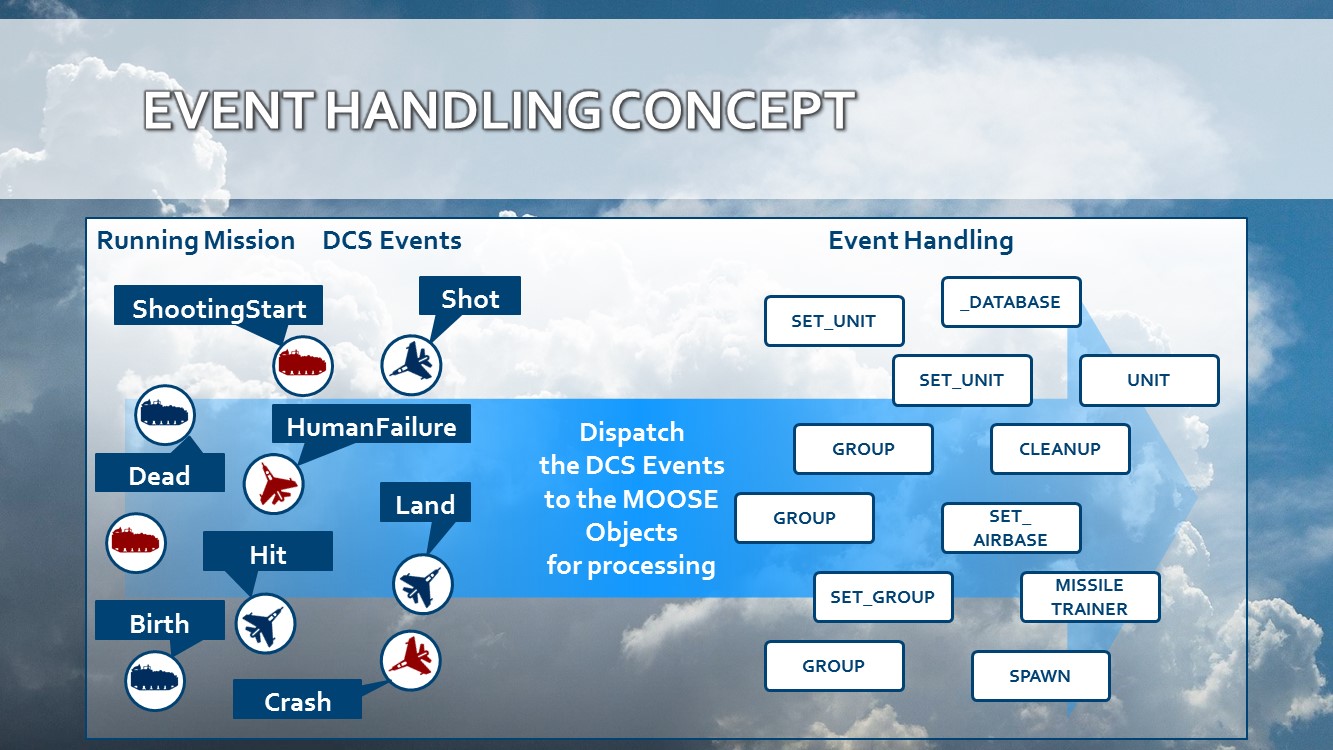 EVENT HANDLING CONCEPT
Running Mission
DCS Events
Event Handling
ShootingStart
Shot
HumanFailure
Dead
Land
Hit
Birth
Crash
Dispatch
the DCS Events
to the MOOSE
Objects
for processing
_DATABASE
SET_UNIT
SET_UNIT
UNIT
GROUP
CLEANUP
GROUP
SET_
AIRBASE
SET_GROUP
MISSILE
TRAINER
GROUP
SPAWN